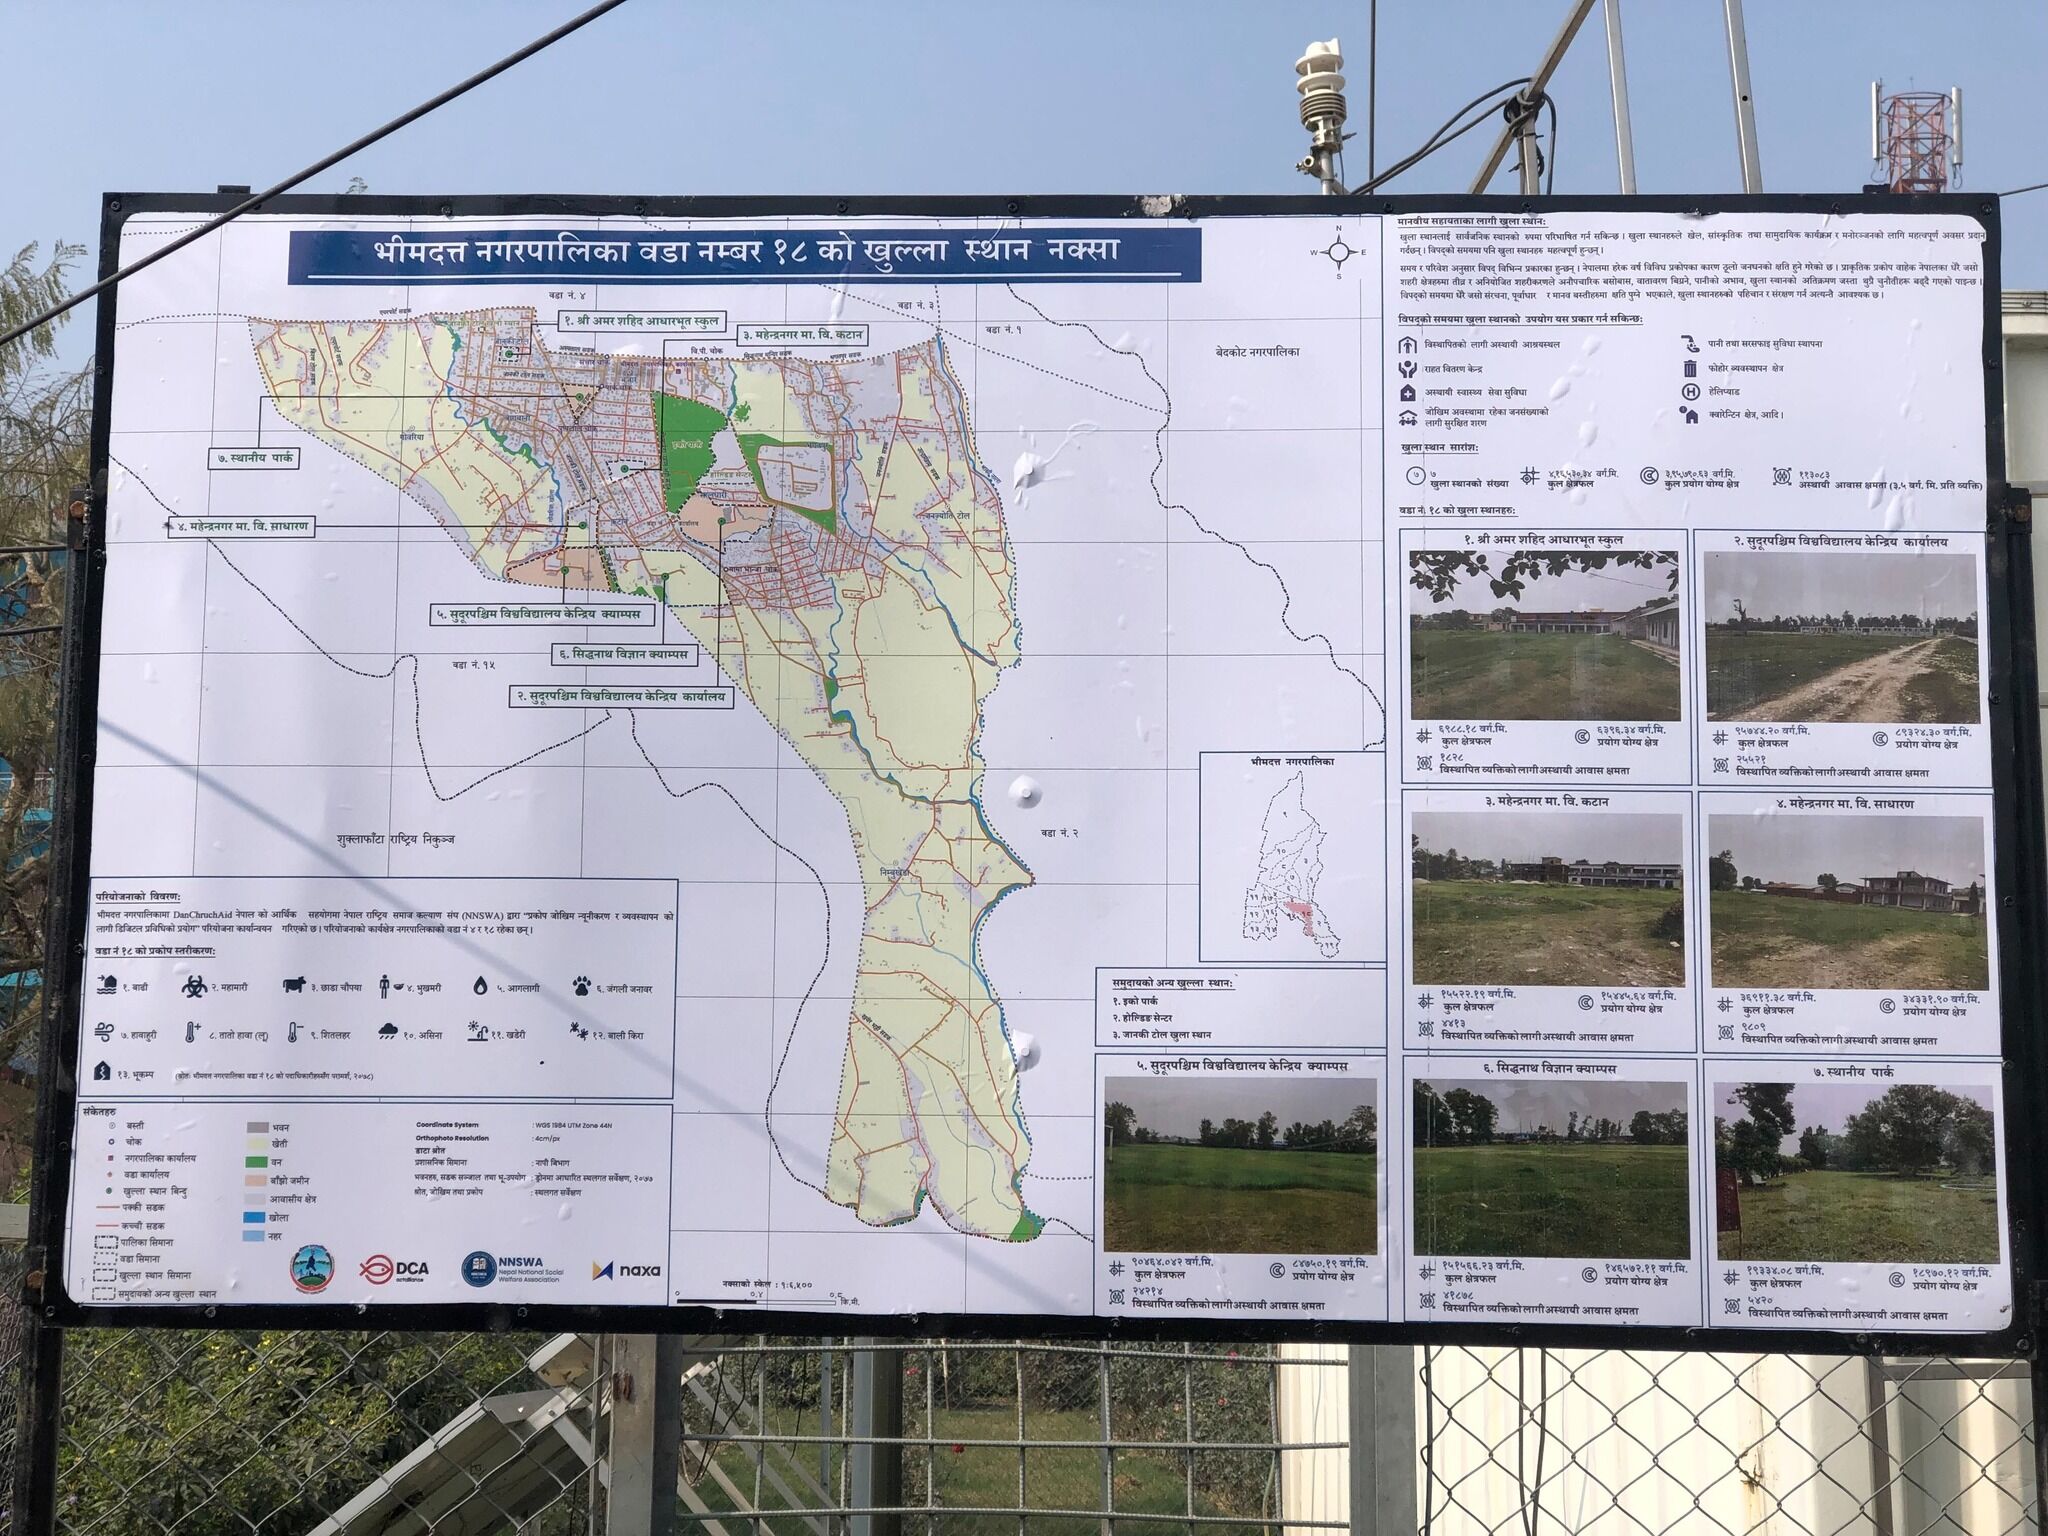 भीमदत्त नगरपालिका वडा नम्बर १८ को खुल्ला स्थान नक्सा
N
W
E
S
वडा नं. ४
वडा नं. ३
वडा नं. १
बेदकोट नगरपालिका
१. श्री अमर शहिद आधारभूत स्कुल
३. महेन्द्रनगर मा. वि. कटान
७. स्थानीय पार्क
४. महेन्द्रनगर मा. वि. साधारण
५. सुदूरपश्चिम विश्वविद्यालय केन्द्रिय क्याम्पस
६. सिद्धनाथ विज्ञान क्याम्पस
२. सुदूरपश्चिम विश्वविद्यालय केन्द्रिय कार्यालय
वडा नं. १५
वडा नं. २
शुक्लाफाँटा राष्ट्रिय निकुञ्ज
इको पार्क
होल्डिङ सेन्टर
भीमदत्त नगरपालिका
समुदायको अन्य खुल्ला स्थान:
१. इको पार्क
२. होल्डिङ सेन्टर
३. जानकी टोल खुला स्थान
परियोजनाको विवरण:
भीमदत्त नगरपालिकामा DanChruchAid नेपाल को आर्थिक सहयोगमा नेपाल राष्ट्रिय समाज कल्याण संघ (NNSWA) द्वारा "प्रकोप जोखिम न्यूनीकरण र व्यवस्थापन को
लागी डिजिटल प्रविधिको प्रयोग" परियोजना कार्यान्वयन गरिएको छ। परियोजनाको कार्यक्षेत्र नगरपालिकाको वडा नं ४ र १८ रहेका छन्।
वडा नं १८ को प्रकोप स्तरीकरण:
१. बाढी
२. महामारी
३. छाडा चौपया
४. भुखमरी
५. आगलागी
६. जंगली जनावर
७. हावाहुरी
८. तातो हावा (लू)
९. शितलहर
१०. असिना
११. खडेरी
१२. बाली किरा
१३. भूकम्प
संकेतहरु
बस्ती
चोक
नगरपालिका कार्यालय
वडा कार्यालय
खुल्ला स्थान बिन्दु
पक्की सडक
कच्ची सडक
पालिका सिमाना
वडा सिमाना
खुल्ला स्थान सिमाना
समुदायको अन्य खुल्ला स्थान
भवन
खेती
वन
बाँझो जमीन
आवासीय क्षेत्र
खोला
नहर
Coordinate System : WGS 1984 UTM Zone 44N
Orthophoto Resolution : 4cm/px
डाटा श्रोत
प्रशासनिक सिमाना : नापी बिभाग
भवनहरु, सडक सञ्जाल तथा भू-उपयोग : ड्रोनमा आधारित स्थलगत सर्वेक्षण, २०७७
श्रोत, जोखिम तथा प्रकोप : स्थलगत सर्वेक्षण
DCA
actalliance
NNSWA
Nepal National Social
Welfare Association
naxa
नक्साको स्केल : १:६,५००
०.४
०.८
कि.मी.
मानवीय सहायताका लागी खुला स्थान:
खुला स्थानलाई सार्वजनिक स्थानको रुपमा परिभाषित गर्न सकिन्छ । खुला स्थानहरुले खेल, सांस्कृतिक तथा सामुदायिक कार्यक्रम र मनोरञ्जनको लागि महत्वपूर्ण अवसर प्रदान
गर्दछन् । विपदको समयमा पनि खुला स्थानहरु महत्वपूर्ण हुन्छन् ।
समय र परिवेश अनुसार विपद् विभिन्न प्रकारका हुन्छन् । नेपालमा हरेक वर्ष विविध प्रकोपका कारण ठूलो जनधनको क्षति हुने गरेको छ । प्राकृतिक प्रकोप वाहेक नेपालका धेरै जसो
शहरी क्षेत्रहरुमा तीव्र र अनियोजित शहरीकरणले अनौपचारिक बसोबास, वातावरण बिग्रने, पानीको अभाव, खुला स्थानको अतिक्रमण जस्ता थुप्रै चुनौतीहरू बढ्दै गएको पाइन्छ ।
विपद्को समयमा धेरै जसो संरचना, पूर्वाधार र मानव बस्तीहरुमा क्षति पुग्ने भएकाले, खुला स्थानहरुको पहिचान र संरक्षण गर्न अत्यन्तै आवश्यक छ ।
विपद्को समयमा खुला स्थानको उपयोग यस प्रकार गर्न सकिन्छ:
विस्थापितको लागी अस्थायी आश्रयस्थल
पानी तथा सरसफाइ सुविधा स्थापना
राहत वितरण केन्द्र
फोहोर व्यवस्थापन क्षेत्र
अस्थायी स्वास्थ्य सेवा सुविधा
हेलिप्याड
जोखिम अवस्थामा रहेका जनसंख्याको
लागी सुरक्षित शरण
क्वारेन्टिन क्षेत्र, आदि।
खुला स्थान सारांश:
७ ७
खुला स्थानको संख्या
४,१६,५३०.३४ वर्ग.मि.
कुल क्षेत्रफल
३,९५,७९०.६३ वर्ग.मि.
कुल प्रयोग योग्य क्षेत्र
११३०८३
अस्थायी आवास क्षमता (३.५ वर्ग. मि. प्रति व्यक्ति)
वडा नं. १८ को खुला स्थानहरु:
१. श्री अमर शहिद आधारभूत स्कुल
६९८८.१८ वर्ग.मि.
कुल क्षेत्रफल
६३९६.३४ वर्ग.मि.
प्रयोग योग्य क्षेत्र
१८२८
विस्थापित व्यक्तिको लागी अस्थायी आवास क्षमता
२. सुदूरपश्चिम विश्वविद्यालय केन्द्रिय कार्यालय
९५७४४.२० वर्ग.मि.
कुल क्षेत्रफल
८९३२४.३० वर्ग.मि.
प्रयोग योग्य क्षेत्र
२५५२१
विस्थापित व्यक्तिको लागी अस्थायी आवास क्षमता
३. महेन्द्रनगर मा. वि. कटान
१५५२२.१९ वर्ग.मि.
कुल क्षेत्रफल
१५४४५.६४ वर्ग.मि.
प्रयोग योग्य क्षेत्र
४४१३
विस्थापित व्यक्तिको लागी अस्थायी आवास क्षमता
४. महेन्द्रनगर मा. वि. साधारण
३६९११.३८ वर्ग.मि.
कुल क्षेत्रफल
३४३३१.९० वर्ग.मि.
प्रयोग योग्य क्षेत्र
९८०९
विस्थापित व्यक्तिको लागी अस्थायी आवास क्षमता
५. सुदूरपश्चिम विश्वविद्यालय केन्द्रिय क्याम्पस
९०४६४.०४२ वर्ग.मि.
कुल क्षेत्रफल
८४७५०.१९ वर्ग.मि.
प्रयोग योग्य क्षेत्र
२४२१४
विस्थापित व्यक्तिको लागी अस्थायी आवास क्षमता
६. सिद्धनाथ विज्ञान क्याम्पस
१५१५६६.२३ वर्ग.मि.
कुल क्षेत्रफल
१४६५७२.११ वर्ग.मि.
प्रयोग योग्य क्षेत्र
४१८७८
विस्थापित व्यक्तिको लागी अस्थायी आवास क्षमता
७. स्थानीय पार्क
१९३३४.०८ वर्ग.मि.
कुल क्षेत्रफल
१८९७०.१२ वर्ग.मि.
प्रयोग योग्य क्षेत्र
५४२०
विस्थापित व्यक्तिको लागी अस्थायी आवास क्षमता